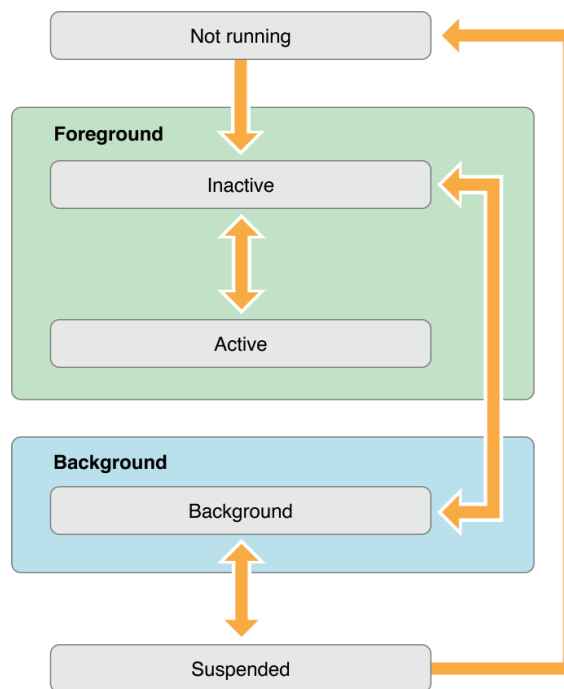 Not running
Foreground
Inactive
Active
Background
Background
Suspended